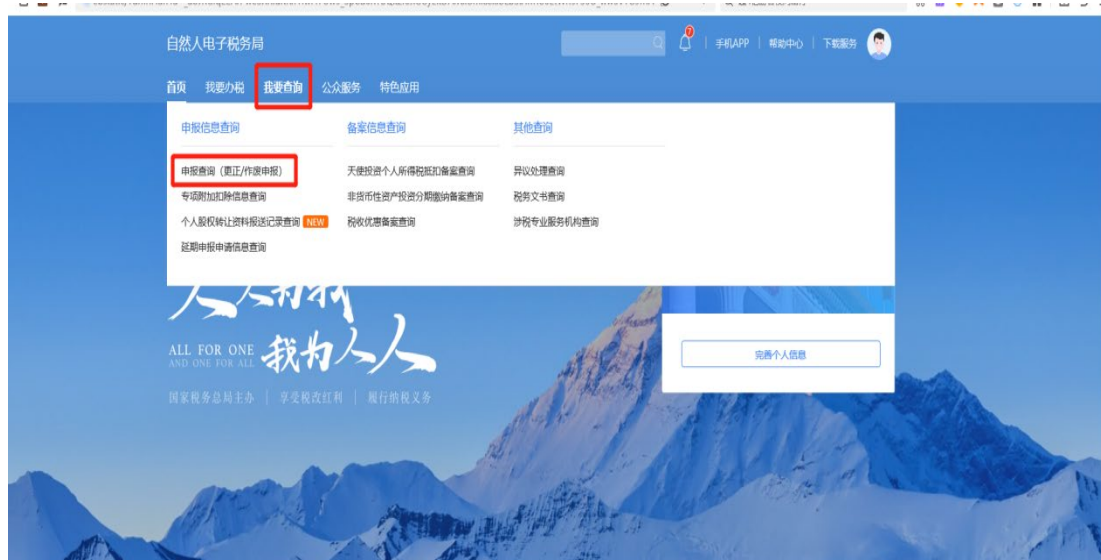 自然人电子税务局
7
手机APP | 帮助中心 | 下载服务
首页 我要办税 我要查询 公众服务 特色应用
申报信息查询 备案信息查询 其他查询
申报查询（更正/作废申报） 天使投资个人所得税抵扣备案查询 异议处理查询
专项附加扣除信息查询 非货币性资产投资分期缴纳备案查询 税务文书查询
个人股权转让资料报送记录查询 NEW 税收优惠备案查询 涉税专业服务机构查询
延期申报申请信息查询
人人为我
ALL FOR ONE
AND ONE FOR ALL
我为人人
完善个人信息
国家税务总局主办 | 享受税改红利 | 履行纳税义务